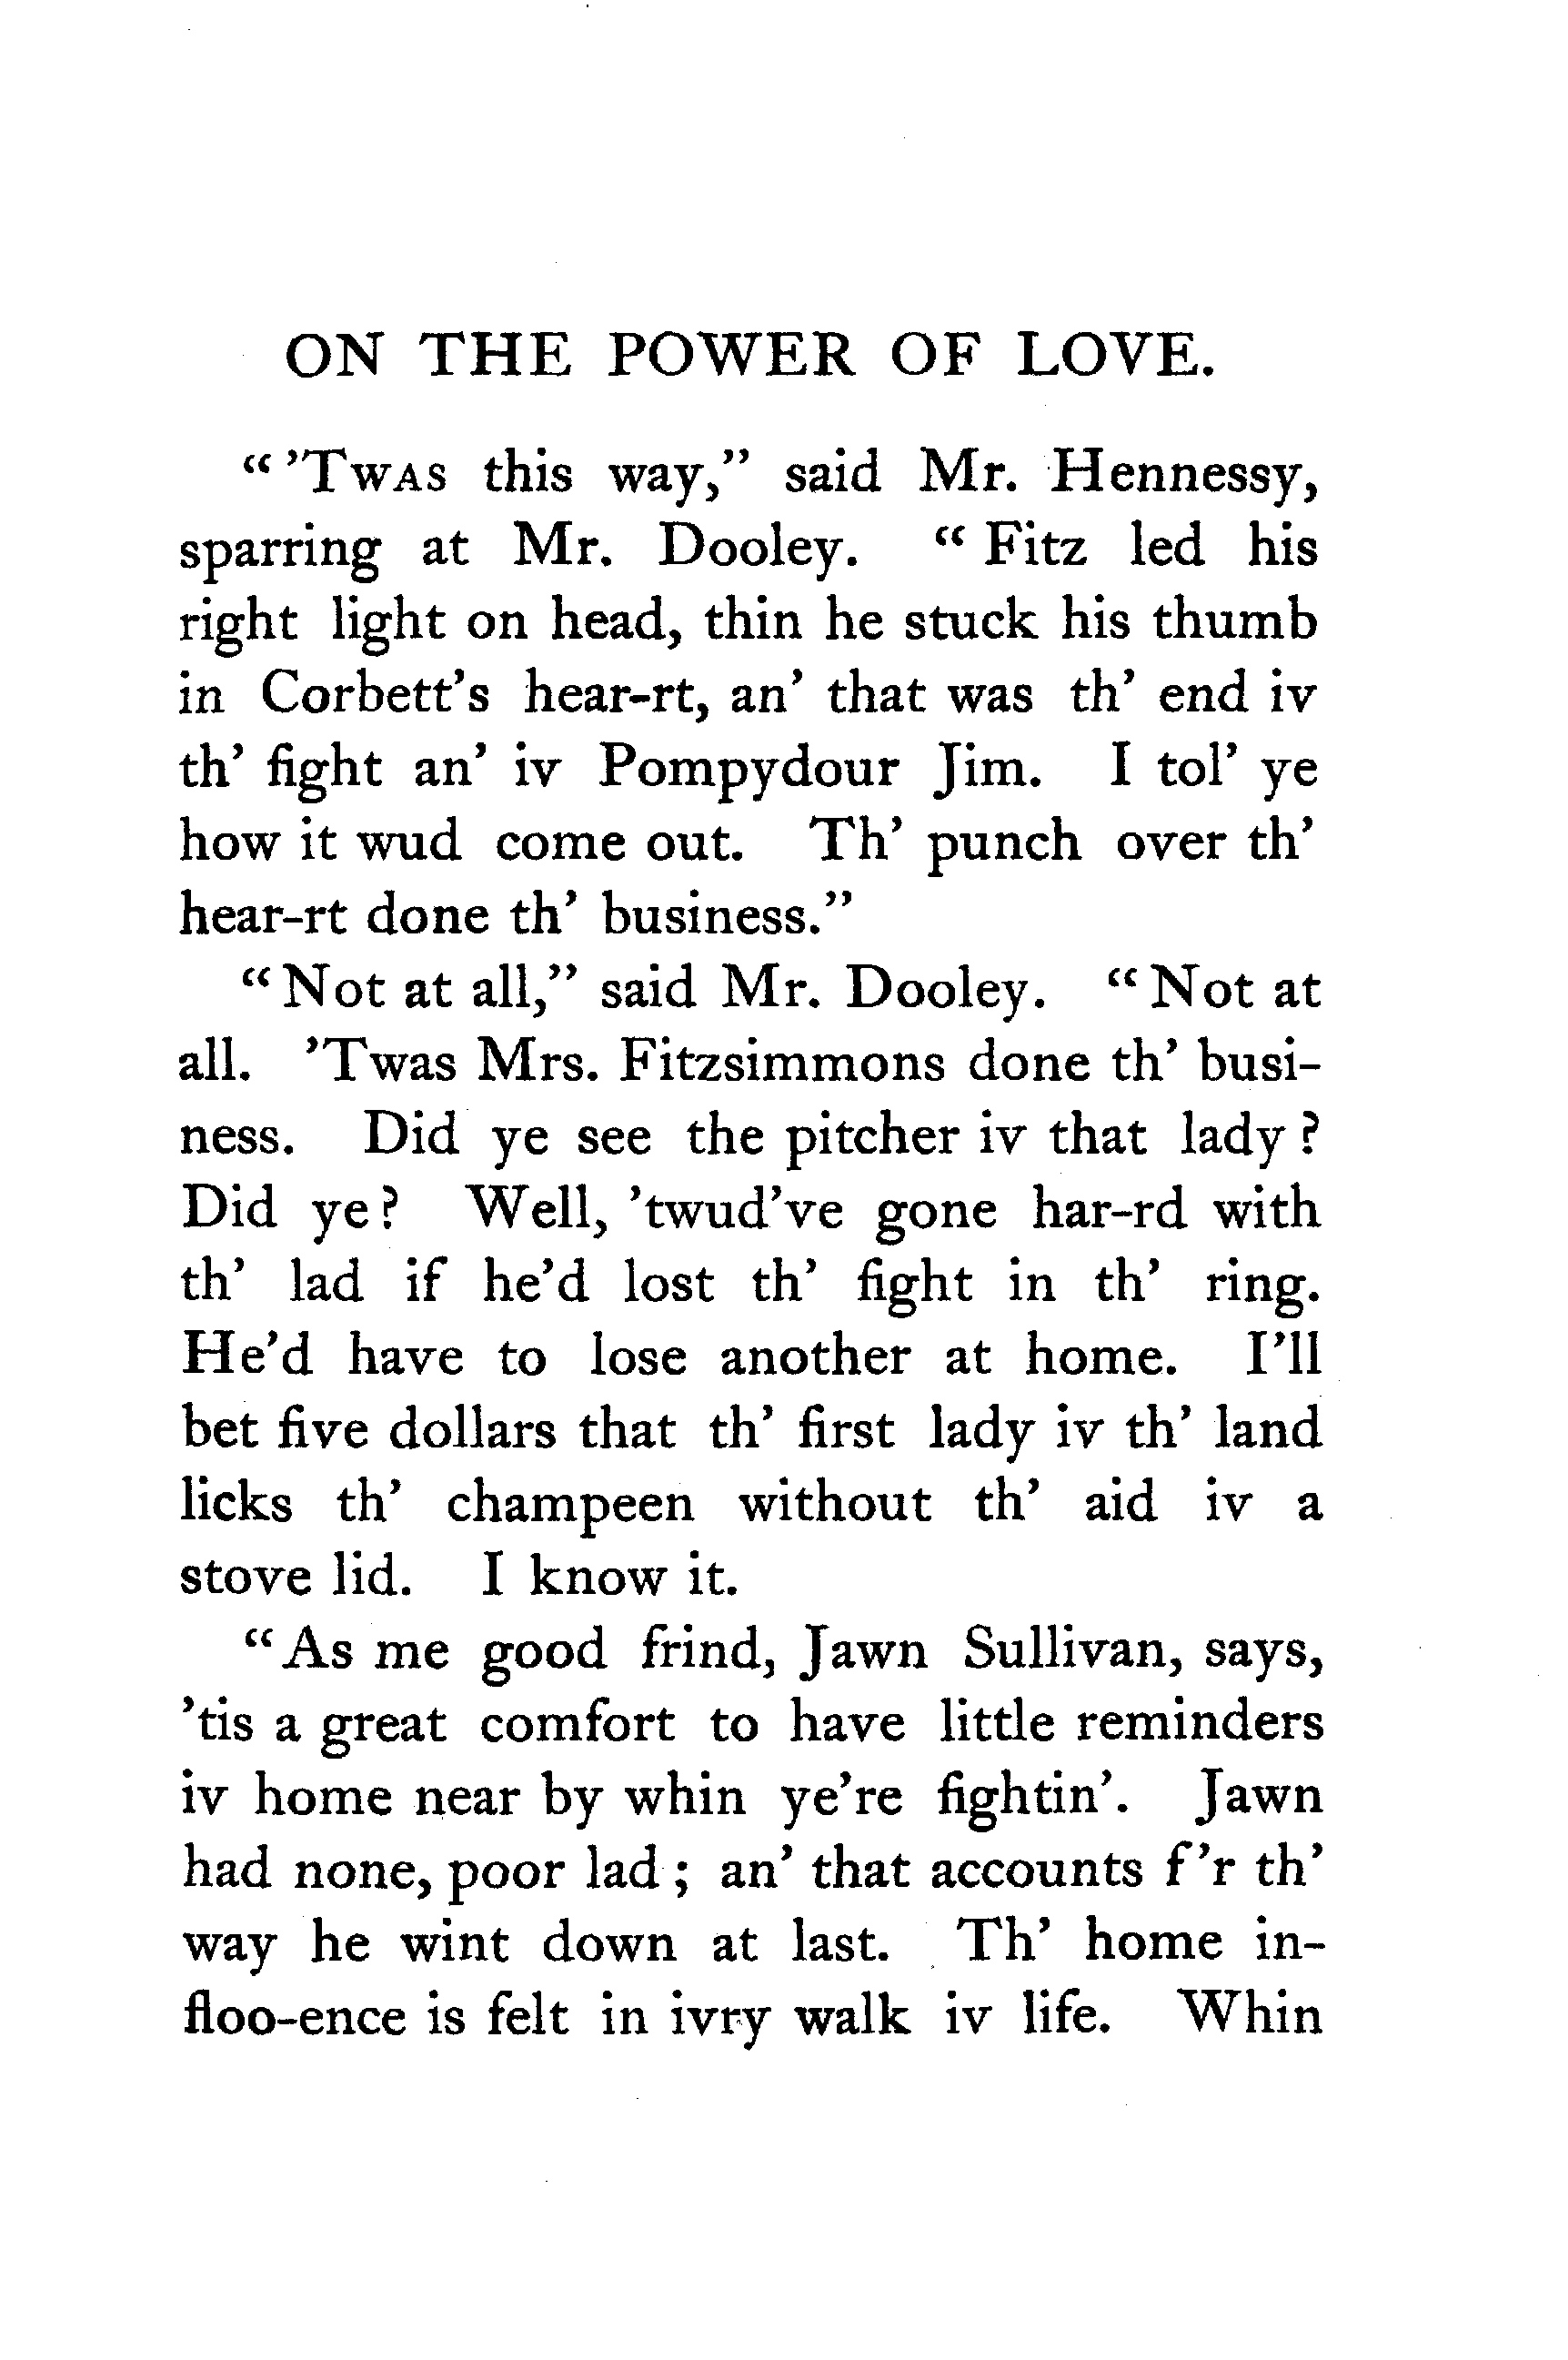 ON THE POWER OF LOVE.
“ ’Twas this way,” said Mr. Hennessy,
sparring at Mr. Dooley. “ Fitz led his
right light on head, thin he stuck his thumb
in Corbett’s hear-rt, an’ that was th’ end iv
th’ fight an’ iv Pompydour Jim. I tol’ ye
how it wud come out. Th’ punch over th’
hear-rt done th’ business.”
“ Not at all,” said Mr. Dooley. “ Not at
all. ’Twas Mrs. Fitzsimmons done th’ busi-
ness. Did ye see the pitcher iv that lady ?
Did ye ? Well, ’twud’ve gone har-rd with
th’ lad if he’d lost th’ fight in th’ ring.
He’d have to lose another at home. I’ll
bet five dollars that th’ first lady iv th’ land
licks th’ champeen without th’ aid iv a
stove lid. I know it.
“ As me good frind, Jawn Sullivan, says,
’tis a great comfort to have little reminders
iv home near by whin ye’re fightin’. Jawn
had none, poor lad ; an’ that accounts f ’r th’
way he wint down at last. Th’ home in-
floo-ence is felt in ivry walk iv life. Whin